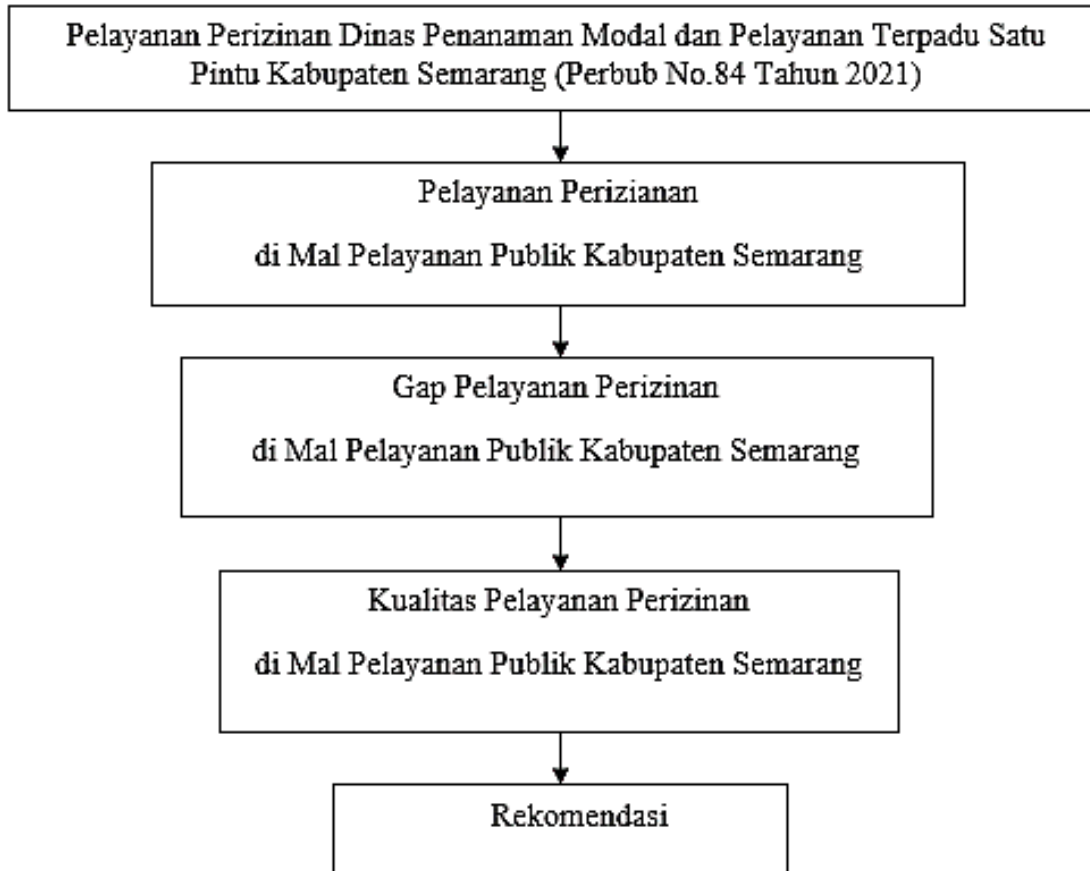 Pelayanan Perizinan Dinas Penanaman Modal dan Pelayanan Terpadu Satu
Pintu Kabupaten Semarang (Perbub No.84 Tahun 2021)
Pelayanan Perizianan
di Mal Pelayanan Publik Kabupaten Semarang
Gap Pelayanan Perizinan
di Mal Pelayanan Publik Kabupaten Semarang
Kualitas Pelayanan Perizinan
di Mal Pelayanan Publik Kabupaten Semarang
Rekomendasi